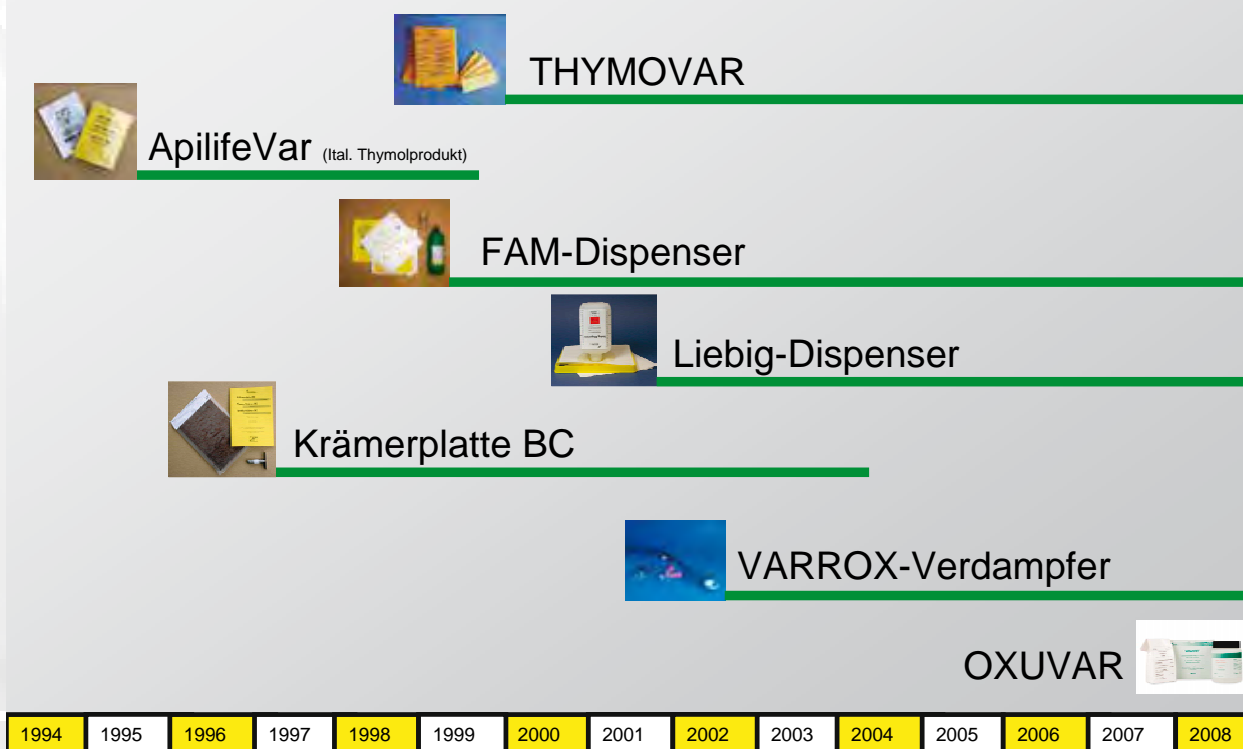 THYMOVAR
ApilifeVar (Ital. Thymolprodukt)
FAM-Dispenser
Liebig-Dispenser
Krämerplatte BC
VARROX-Verdampfer
OXUVAR
1994 1995 1996 1997 1998 1999 2000 2001 2002 2003 2004 2005 2006 2007 2008